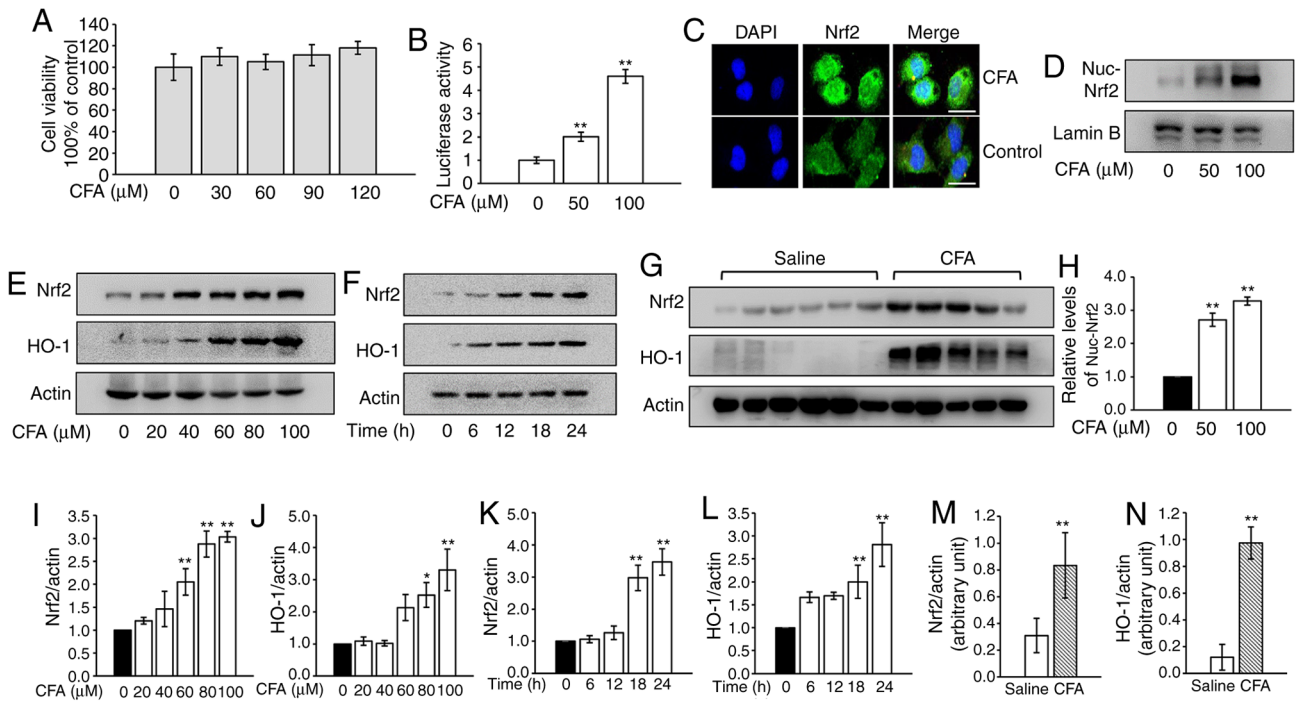 A
Cell viability
100% of control
140
120
100
80
60
40
20
0
CFA (μM)
0 30 60 90 120
B
Luciferase activity
6
5
4
3
2
1
0
**
**
CFA (μM)
0 50 100
C
DAPI Nrf2 Merge
CFA
Control
D
Nuc-
Nrf2
Lamin B
CFA (μM) 0 50 100
E
Nrf2
HO-1
Actin
CFA (μM) 0 20 40 60 80 100
F
Nrf2
HO-1
Actin
Time (h) 0 6 12 18 24
G
Saline CFA
Nrf2
HO-1
Actin
H
Relative levels
of Nuc-Nrf2
4.0
3.0
2.0
1.0
0.0
**
**
CFA (μM) 0 50 100
I
Nrf2/actin
3.5
3.0
2.5
2.0
1.5
1.0
0.5
0.0
** ** **
CFA (μM) 0 20 40 60 80 100
J
HO-1/actin
5.0
4.0
3.0
2.0
1.0
0.0
* **
CFA (μM) 0 20 40 60 80 100
K
Nrf2/actin
5.0
4.0
3.0
2.0
1.0
0.0
** **
Time (h) 0 6 12 18 24
L
HO-1/actin
3.5
3.0
2.5
2.0
1.5
1.0
0.5
0.0
** **
Time (h) 0 6 12 18 24
M
Nrf2/actin
(arbitrary unit)
1.2
1.0
0.8
0.6
0.4
0.2
0.0
**
Saline CFA
N
HO-1/actin
(arbitrary unit)
1.2
1.0
0.8
0.6
0.4
0.2
0.0
**
Saline CFA